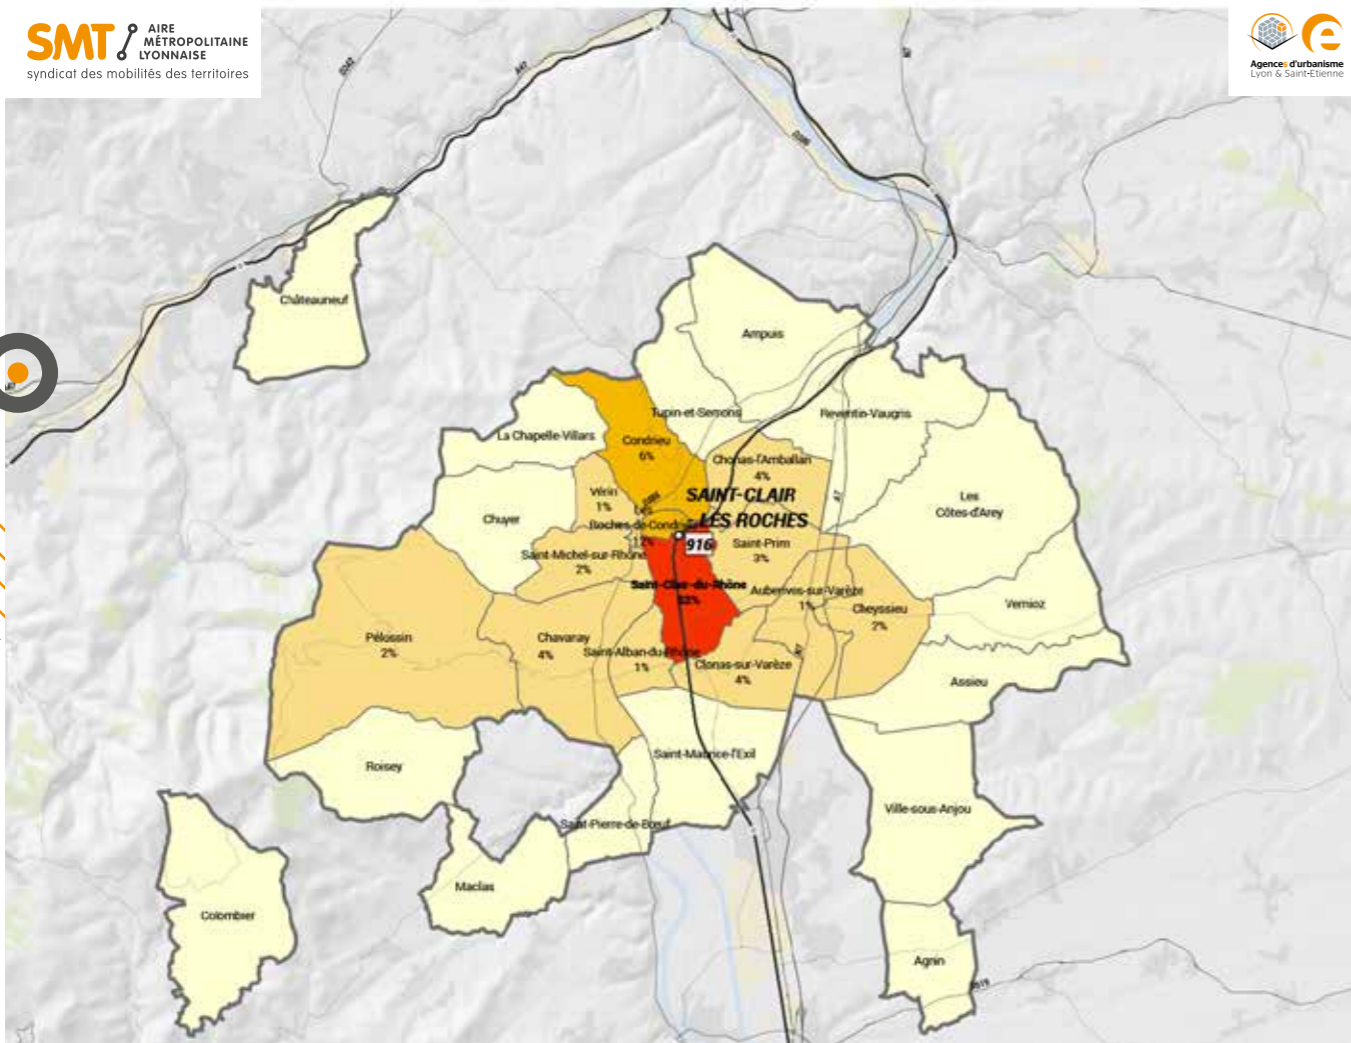 SMT AIRE
MÉTROPOLITAINE
LYONNAISE
syndicat des mobilités des territoires
Agences d'urbanisme
Lyon & Saint-Etienne
Châteauneuf
Ampuis
Tupin-et-Semons
Reventin-Vaugris
La Chapelle-Villars
Condrieu
6%
Chonas-l'Amballan
4%
Vérin
1%
SAINT-CLAIR
LES ROCHES
Les
Côtes-d'Arey
Chuyer
Les
Roches-de-Condrieu
12%
916
Saint-Prim
3%
Saint-Michel-sur-Rhône
2%
Saint-Clair-du-Rhône
Auberives-sur-Varèze
1%
Cheyssieu
2%
Vernioz
Pélussin
2%
Chavanay
4%
Saint-Alban-du-Rhône
1%
Clonas-sur-Varèze
4%
Assieu
Roisey
Saint-Maurice-l'Exil
Ville-sous-Anjou
Saint-Pierre-de-Bœuf
Maclas
Colombier
Agnin
A7
N7